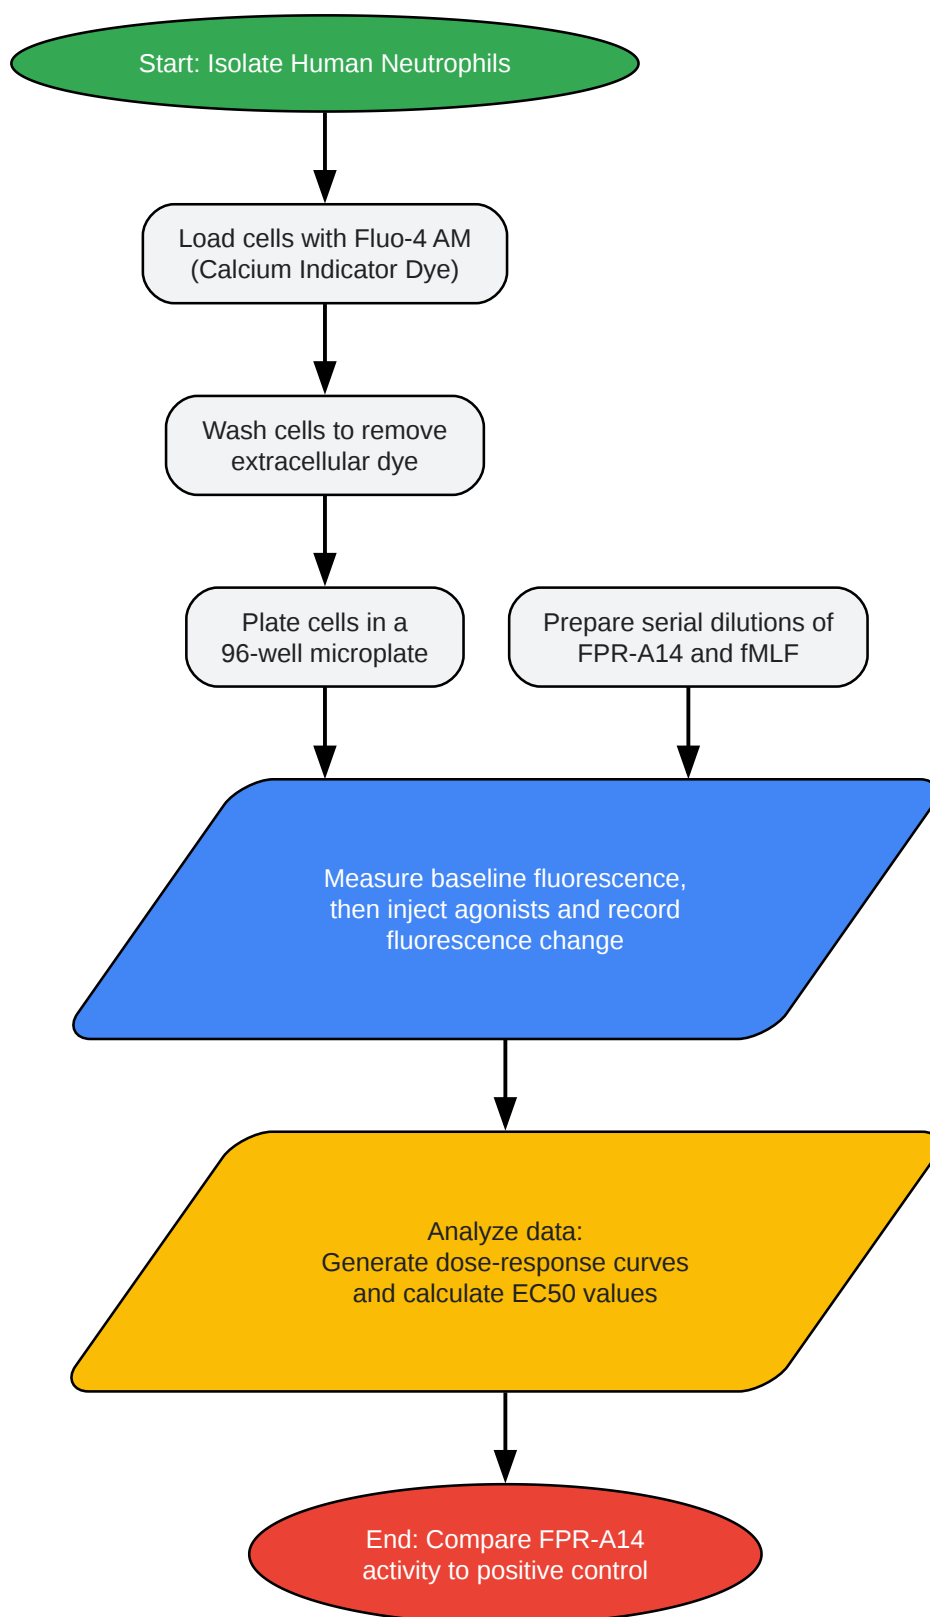 Start: Isolate Human Neutrophils
Load cells with Fluo-4 AM
(Calcium Indicator Dye)
Wash cells to remove
extracellular dye
Plate cells in a
96-well microplate
Prepare serial dilutions of
FPR-A14 and fMLF
Measure baseline fluorescence,
then inject agonists and record
fluorescence change
Analyze data:
Generate dose-response curves
and calculate EC50 values
End: Compare FPR-A14
activity to positive control